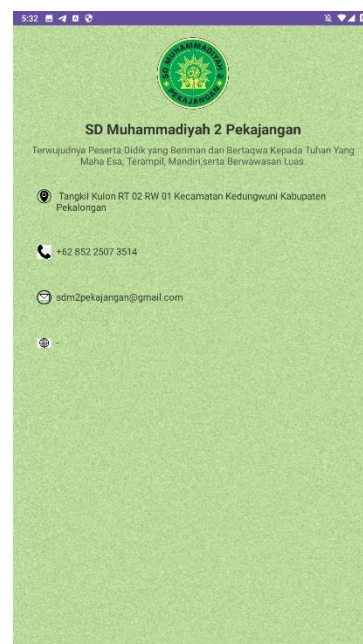 5:32
SD MUHAMMADIYAH 2
PEKAJANGAN
SD Muhammadiyah 2 Pekajangan
Terwujudnya Peserta Didik yang Beriman dan Bertaqwa Kepada Tuhan Yang
Maha Esa, Terampil, Mandiri,serta Berwawasan Luas.
Tangkil Kulon RT 02 RW 01 Kecamatan Kedungwuni Kabupaten
Pekalongan
+62 852 2507 3514
sdm2pekajangan@gmail.com
-